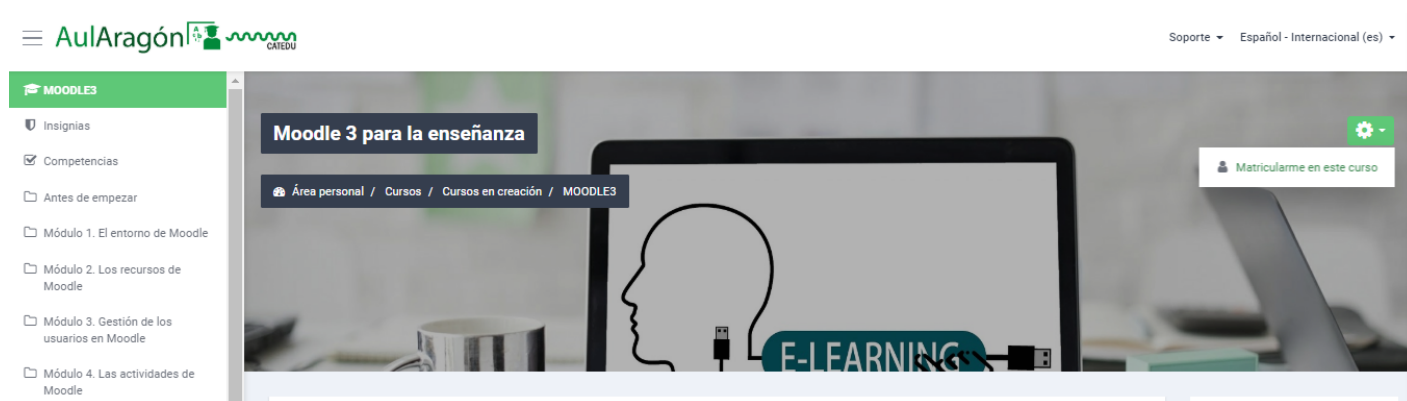 AulAragón
CATEDU
Soporte
Español - Internacional (es)
MOODLE3
Insignias
Competencias
Antes de empezar
Módulo 1. El entorno de Moodle
Módulo 2. Los recursos de
Moodle
Módulo 3. Gestión de los
usuarios en Moodle
Módulo 4. Las actividades de
Moodle
Moodle 3 para la enseñanza
Área personal / Cursos / Cursos en creación / MOODLE3
Matricularme en este curso
E-LEARNING